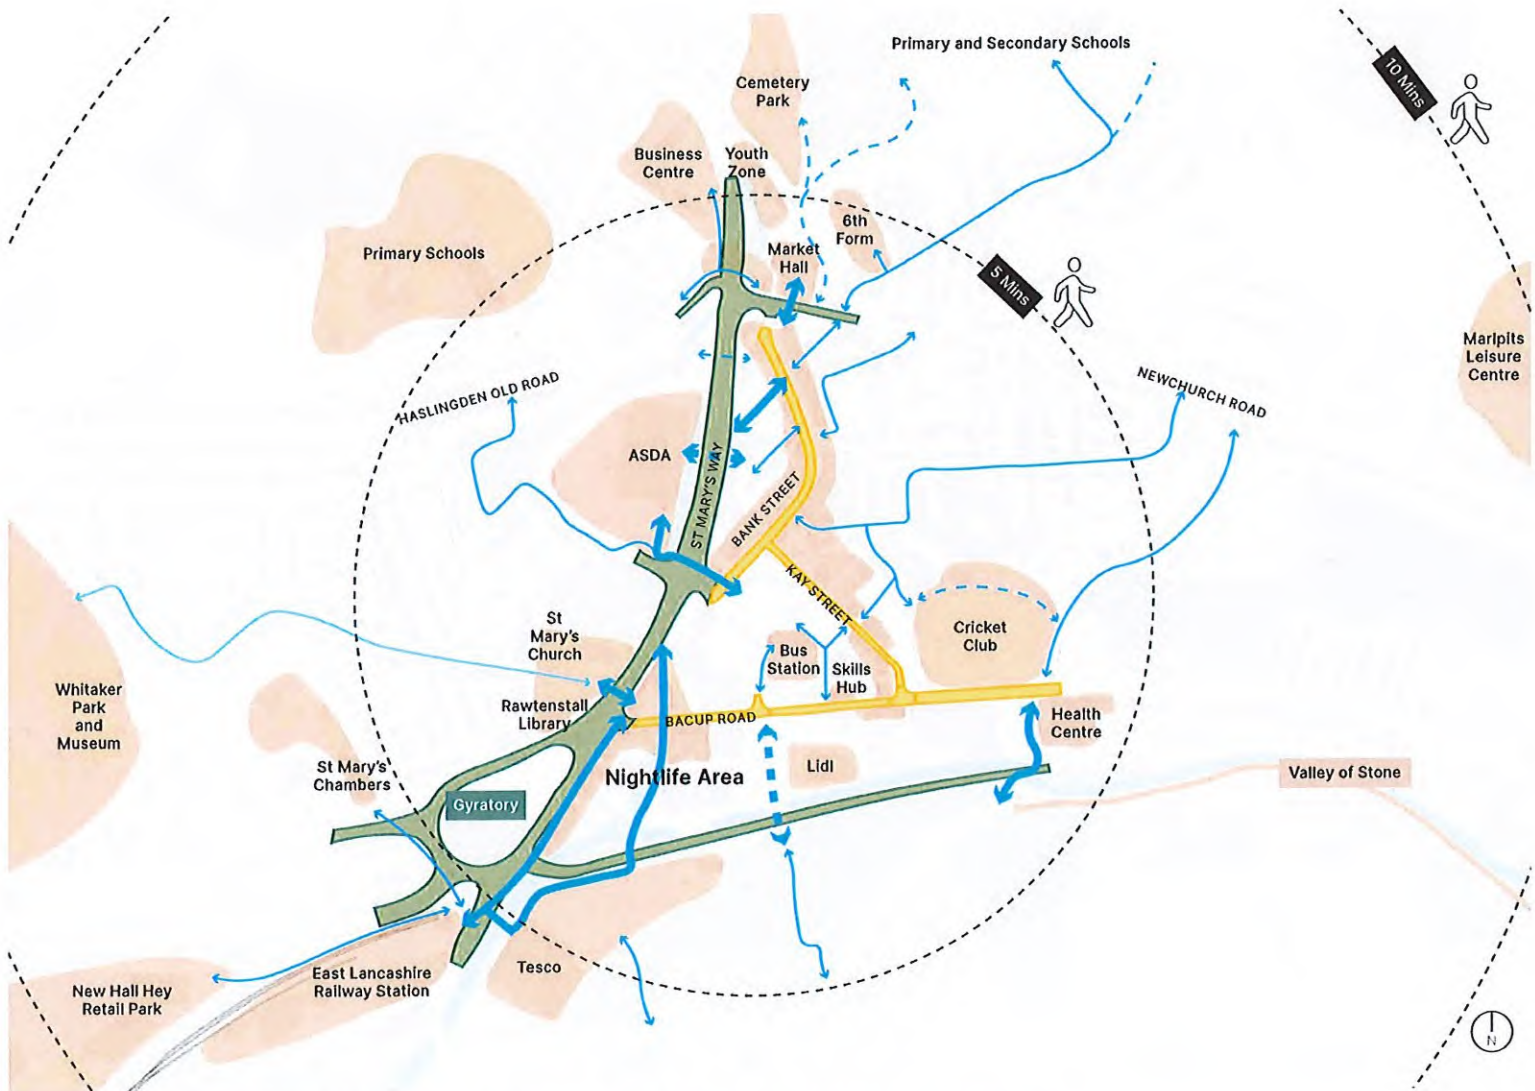 Primary and Secondary Schools
10 Mins
Cemetery
Park
Business
Centre
Youth
Zone
6th
Form
Primary Schools
Market
Hall
5 Mins
Marlpits
Leisure
Centre
HASLINGDEN OLD ROAD
NEWCHURCH ROAD
ASDA
ST MARY'S WAY
BANK STREET
KAY STREET
St
Mary's
Church
Cricket
Club
Bus
Station
Skills
Hub
Whitaker
Park
and
Museum
Rawtenstall
Library
BACUP ROAD
Health
Centre
St Mary's
Chambers
Nightlife Area
Lidl
Valley of Stone
Gyratory
East Lancashire
Railway Station
Tesco
New Hall Hey
Retail Park
N